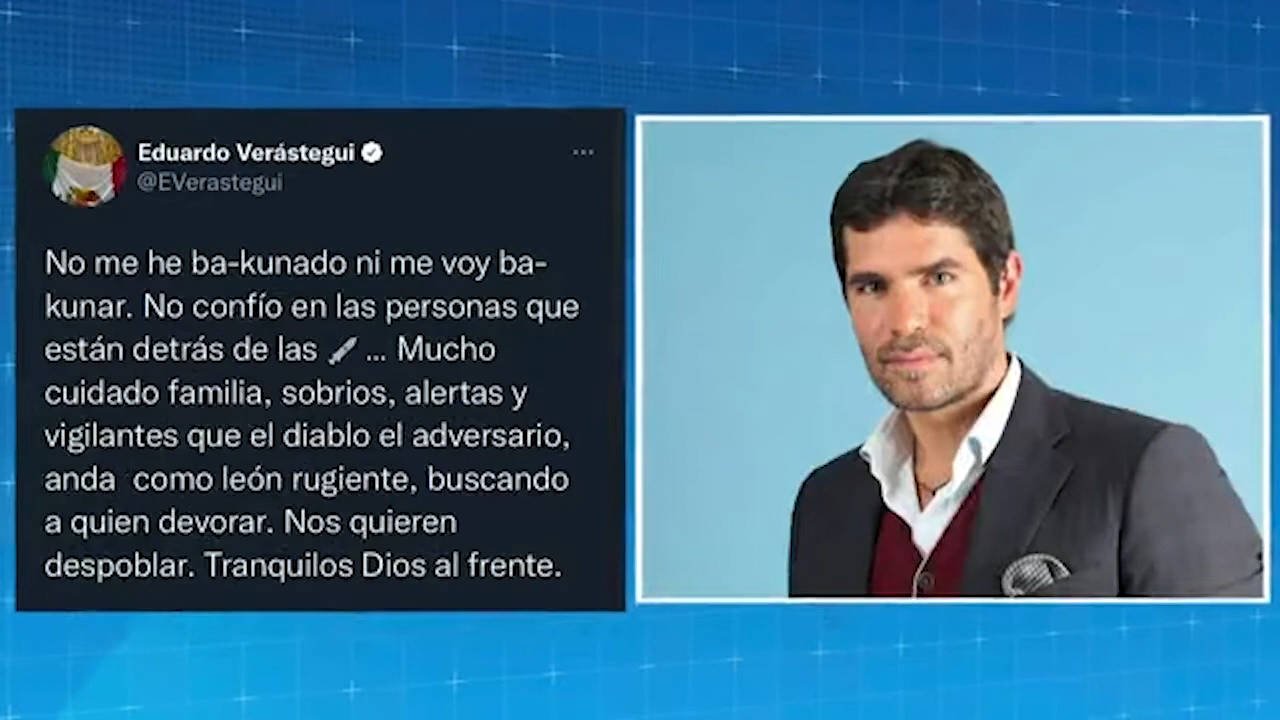 Eduardo Verástegui
@EVerastegui
No me he ba-kunado ni me voy ba-
kunar. No confío en las personas que
están detrás de las 💉 ... Mucho
cuidado familia, sobrios, alertas y
vigilantes que el diablo el adversario,
anda  como león rugiente, buscando
a quien devorar. Nos quieren
despoblar. Tranquilos Dios al frente.